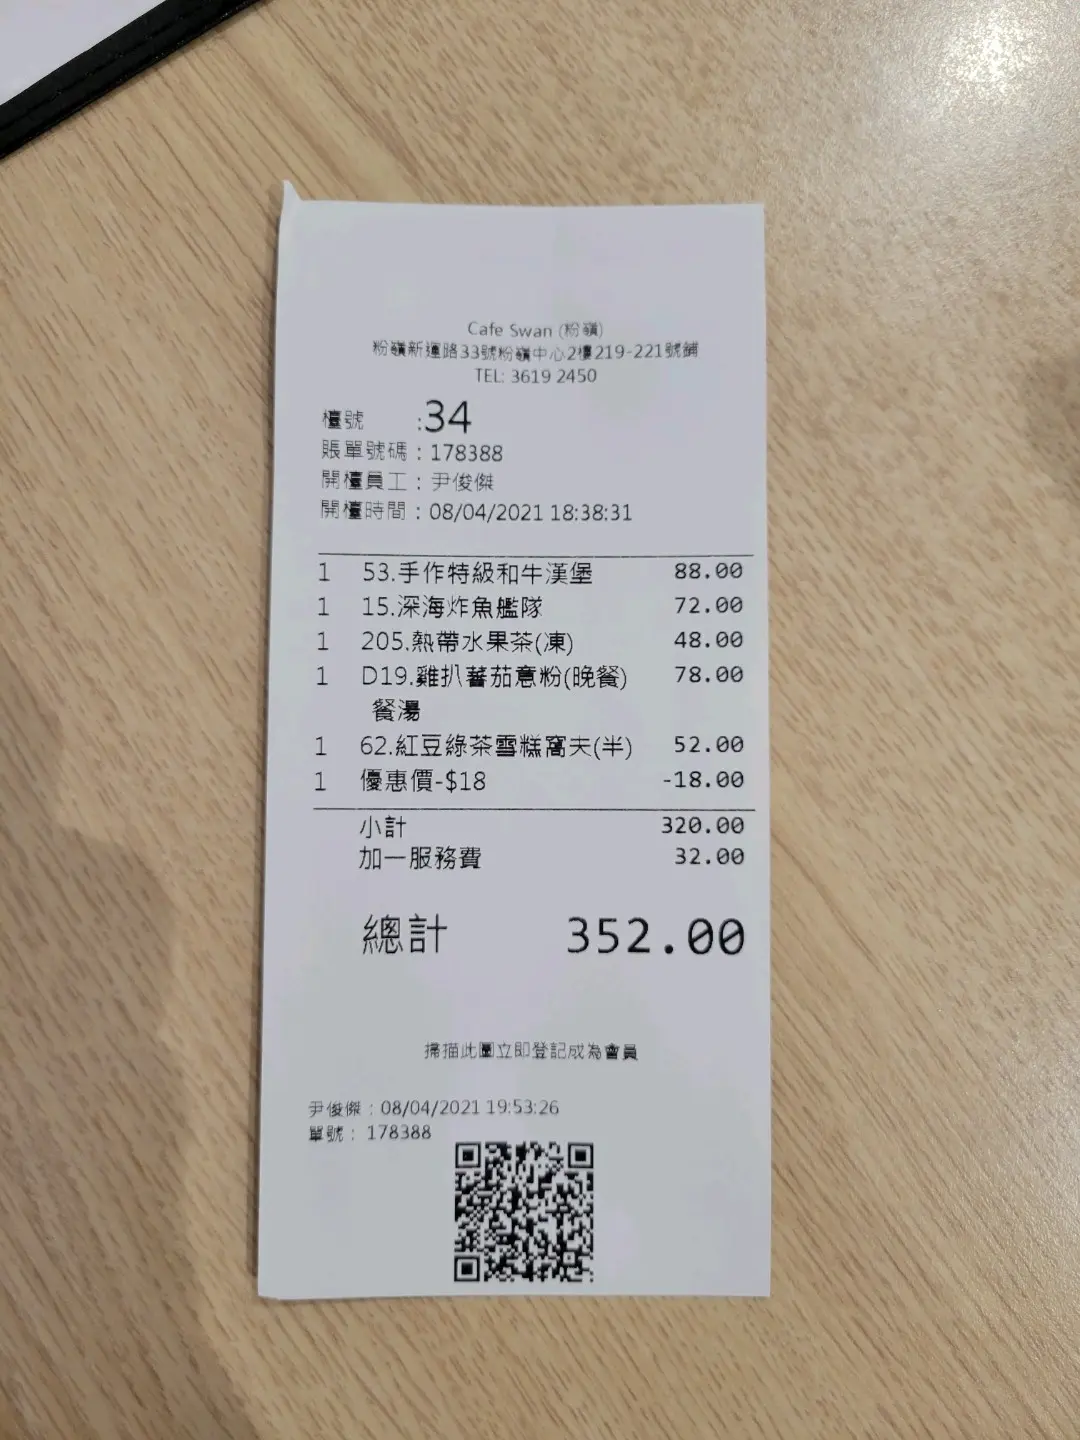 Cafe Swan (粉嶺)
粉嶺新運路33號粉嶺中心2樓219-221號舖
TEL: 3619 2450
檯號 :34
賬單號碼 : 178388
開檯員工 : 尹俊傑
開檯時間 : 08/04/2021 18:38:31
1 53.手作特級和牛漢堡 88.00
1 15.深海炸魚艦隊 72.00
1 205.熱帶水果茶(凍) 48.00
1 D19.雞扒蕃茄意粉(晚餐) 78.00
餐湯
1 62.紅豆綠茶雪糕窩夫(半) 52.00
1 優惠價-$18 -18.00
小計 320.00
加一服務費 32.00
總計 352.00
掃描此圖立即登記成為會員
尹俊傑 : 08/04/2021 19:53:26
單號 : 178388